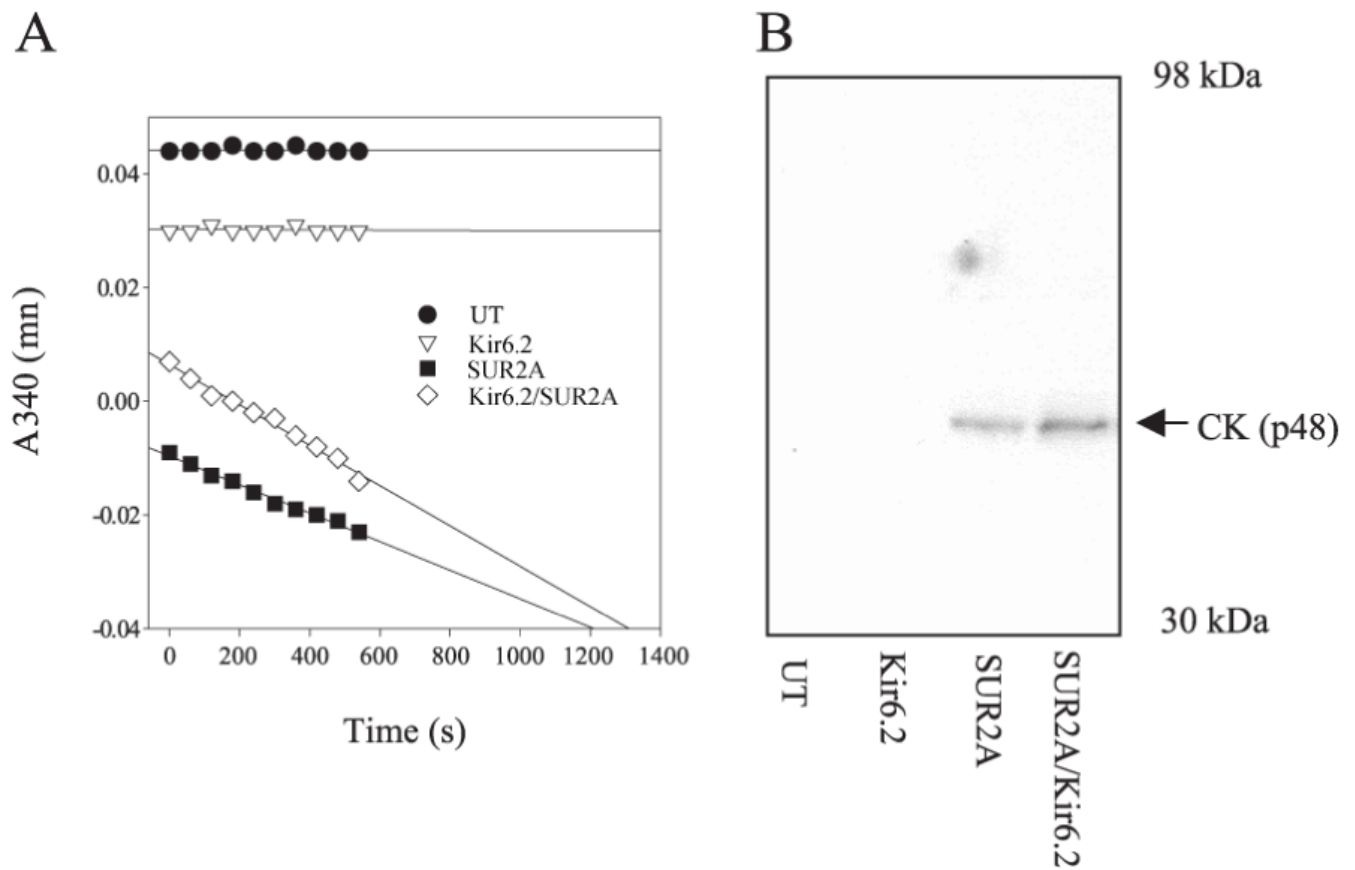 A
A340 (mn)
0.04
0.02
0.00
-0.02
-0.04
UT
Kir6.2
SUR2A
Kir6.2/SUR2A
0 200 400 600 800 1000 1200 1400
Time (s)
B
98 kDa
CK (p48)
30 kDa
UT
Kir6.2
SUR2A
SUR2A/Kir6.2